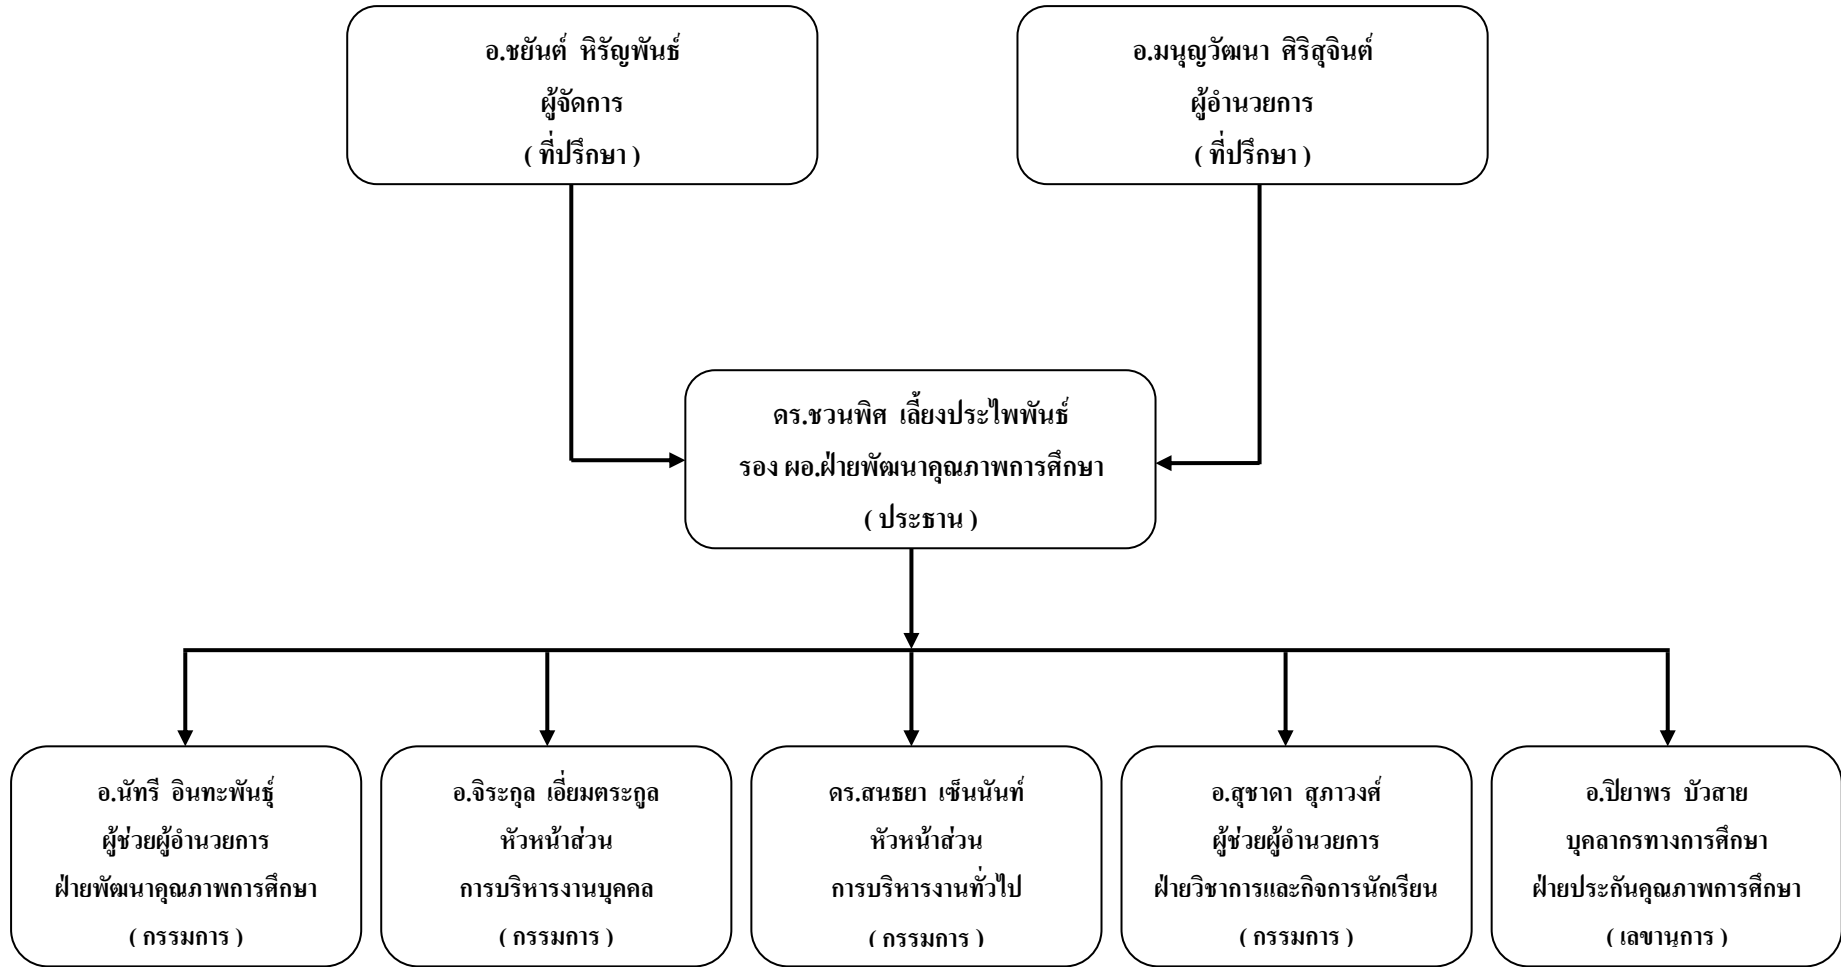 อ.ชยันต์ หิรัญพันธ์
ผู้จัดการ
( ที่ปรึกษา )
อ.มนุญวัฒนา ศิริสุจินต์
ผู้อำนวยการ
( ที่ปรึกษา )
ดร.ชวนพิศ เลี้ยงประไพพันธ์
รอง ผอ.ฝ่ายพัฒนาคุณภาพการศึกษา
( ประธาน )
อ.นัทรี อินทะพันธุ์
ผู้ช่วยผู้อำนวยการ
ฝ่ายพัฒนาคุณภาพการศึกษา
( กรรมการ )
อ.จิระกุล เอี่ยมตระกูล
หัวหน้าส่วน
การบริหารงานบุคคล
( กรรมการ )
ดร.สนธยา เซ็นนันท์
หัวหน้าส่วน
การบริหารงานทั่วไป
( กรรมการ )
อ.สุชาดา สุภาวงศ์
ผู้ช่วยผู้อำนวยการ
ฝ่ายวิชาการและกิจการนักเรียน
( กรรมการ )
อ.ปิยาพร บัวสาย
บุคลากรทางการศึกษา
ฝ่ายประกันคุณภาพการศึกษา
( เลขานุการ )